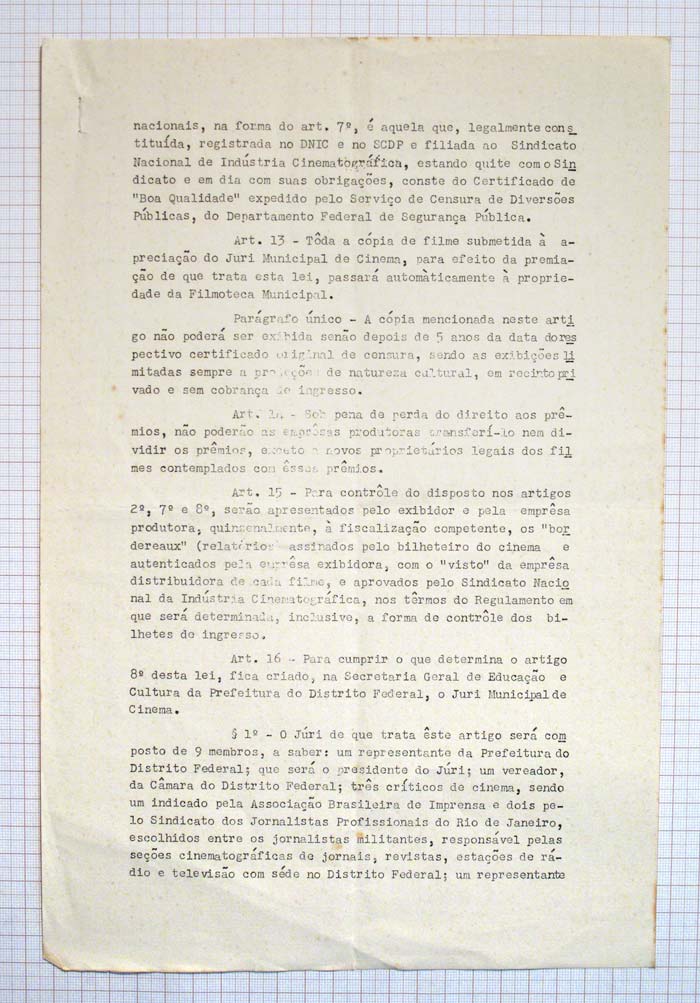 nacionais, na forma do art. 7º, é aquela que, legalmente cons
tituída, registrada no DNIC e no SCDP e filiada ao Sindicato
Nacional de Indústria Cinematográfica, estando quite com o Sin
dicato e em dia com suas obrigações, conste do Certificado de
"Boa Qualidade" expedido pelo Serviço de Censura de Diversões
Públicas, do Departamento Federal de Segurança Pública.
Art. 13 - Tôda a cópia de filme submetida à a-
preciação do Juri Municipal de Cinema, para efeito da premia-
ção de que trata esta lei, passará automàticamente à proprie-
dade da Filmoteca Municipal.
Parágrafo único - A cópia mencionada neste arti
go não poderá ser exibida senão depois de 5 anos da data do res
pectivo certificado original de censura, sendo as exibições li
mitadas sempre a projeções de natureza cultural, em recinto pri
vado e sem cobrança de ingresso.
Art. 14 - Sob pena de perda do direito aos prê-
mios, não poderão as emprêsas produtoras transferí-lo nem di-
vidir os prêmios, exceto a novos proprietários legais dos fil
mes contemplados com êsses prêmios.
Art. 15 - Para contrôle do disposto nos artigos
2º, 7º e 8º, serão apresentados pelo exibidor e pela emprêsa
produtora, quinzenalmente, à fiscalização competente, os "bor
dereaux" (relatórios) assinados pelo bilheteiro do cinema e
autenticados pela emprêsa exibidora, com o "visto" da emprêsa
distribuidora de cada filme, e aprovados pelo Sindicato Nacio
nal da Indústria Cinematográfica, nos têrmos do Regulamento em
que será determinada, inclusive, a forma de contrôle dos bi-
lhetes de ingresso.
Art. 16 - Para cumprir o que determina o artigo
8º desta lei, fica criado, na Secretaria Geral de Educação e
Cultura da Prefeitura do Distrito Federal, o Juri Municipal de
Cinema.
§ 1º - O Júri de que trata êste artigo será com
posto de 9 membros, a saber: um representante da Prefeitura do
Distrito Federal; que será o presidente do Júri; um vereador,
da Câmara do Distrito Federal; três críticos de cinema, sendo
um indicado pela Associação Brasileira de Imprensa e dois pe-
lo Sindicato dos Jornalistas Profissionais do Rio de Janeiro,
escolhidos entre os jornalistas militantes, responsável pelas
seções cinematográficas de jornais, revistas, estações de rá-
dio e televisão com séde no Distrito Federal; um representante